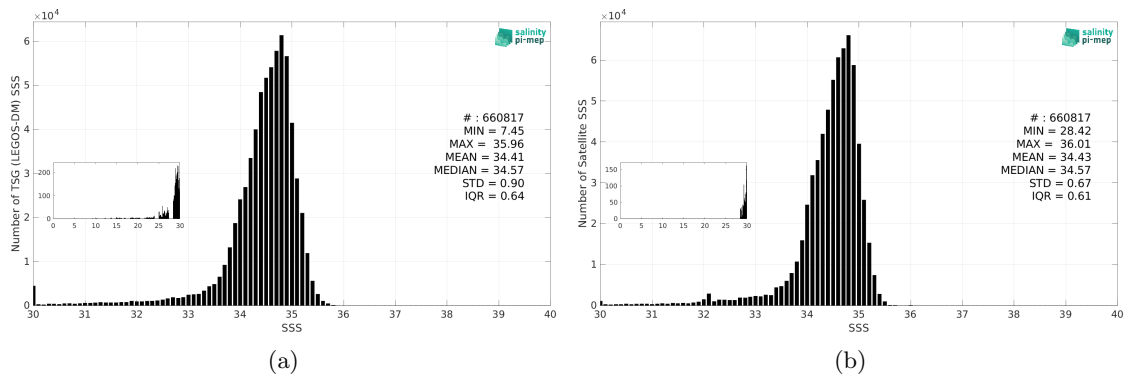 ×10⁴
Number of TSG (LEGOS-DM) SSS
6
5
4
3
2
1
0
salinity
pi-mep
# : 660817
MIN = 7.45
MAX = 35.96
MEAN = 34.41
MEDIAN = 34.57
STD = 0.90
IQR = 0.64
200
100
0
0 5 10 15 20 25 30
30 31 32 33 34 35 36 37 38 39 40
SSS
(a)
×10⁴
Number of Satellite SSS
6
5
4
3
2
1
0
salinity
pi-mep
# : 660817
MIN = 28.42
MAX = 36.01
MEAN = 34.43
MEDIAN = 34.57
STD = 0.67
IQR = 0.61
150
100
50
0
0 5 10 15 20 25 30
30 31 32 33 34 35 36 37 38 39 40
SSS
(b)